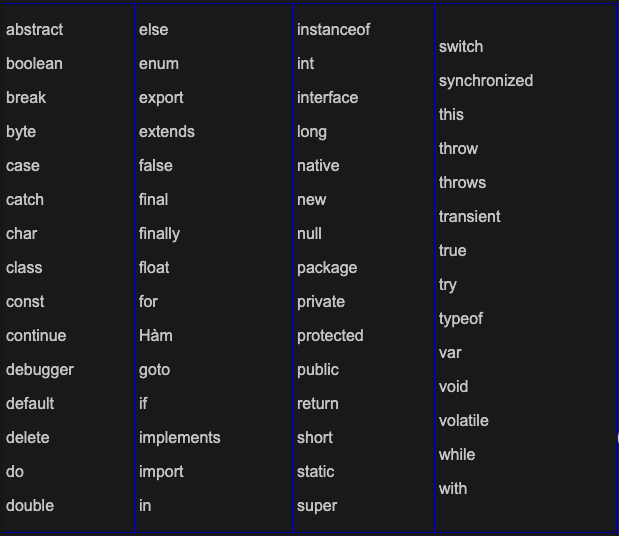 abstract
boolean
break
byte
case
catch
char
class
const
continue
debugger
default
delete
do
double
else
enum
export
extends
false
final
finally
float
for
Hàm
goto
if
implements
import
in
instanceof
int
interface
long
native
new
null
package
private
protected
public
return
short
static
super
switch
synchronized
this
throw
throws
transient
true
try
typeof
var
void
volatile
while
with